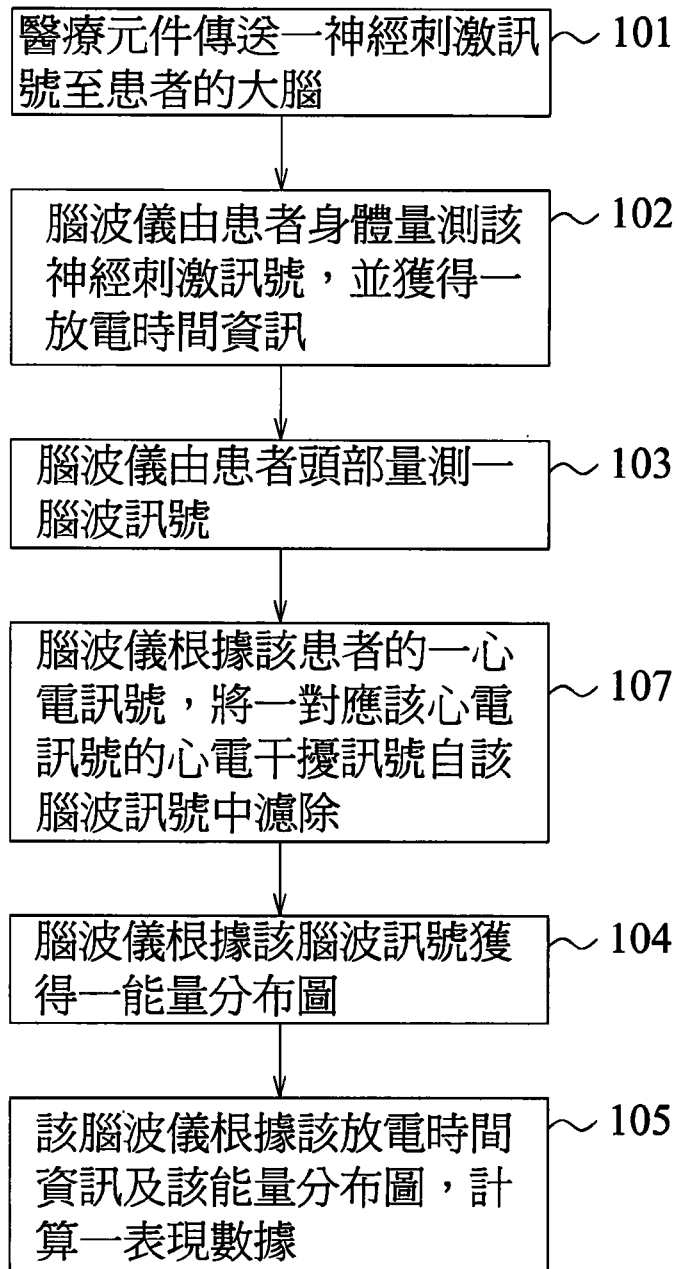 醫療元件傳送一神經刺激訊
號至患者的大腦
101
腦波儀由患者身體量測該
神經刺激訊號，並獲得一
放電時間資訊
102
腦波儀由患者頭部量測一
腦波訊號
103
腦波儀根據該患者的一心
電訊號，將一對應該心電
訊號的心電干擾訊號自該
腦波訊號中濾除
107
腦波儀根據該腦波訊號獲
得一能量分布圖
104
該腦波儀根據該放電時間
資訊及該能量分布圖，計
算一表現數據
105